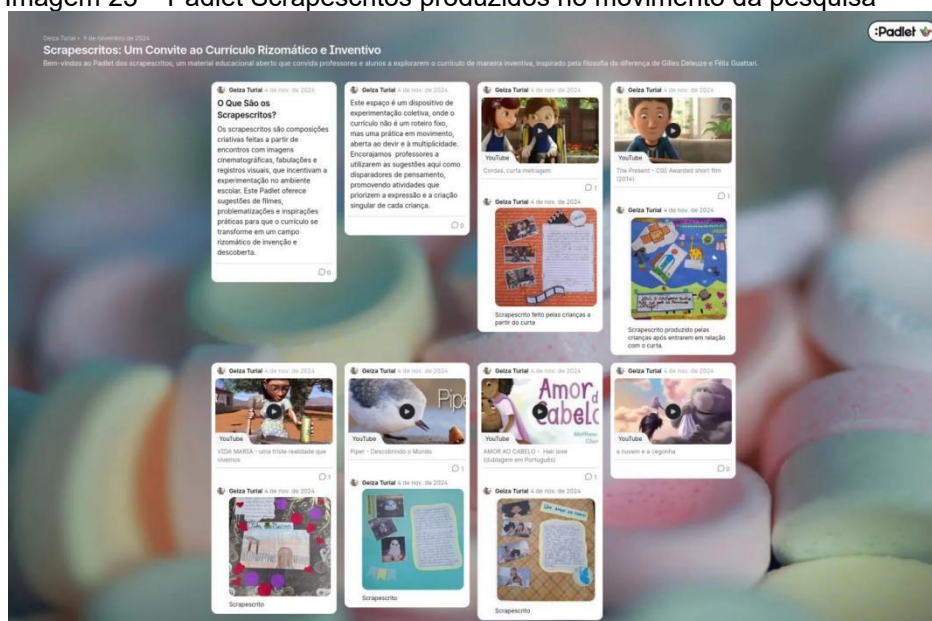 Imagem 25 – Padlet Scrapescritos produzidos no movimento da pesquisa
:Padlet
Geiza Turial • 9 de novembro de 2024
Scrapescritos: Um Convite ao Currículo Rizomático e Inventivo
Bem-vindos ao Padlet dos scrapescritos, um material educacional aberto que convida professores e alunos a explorarem o currículo de maneira inventiva, inspirado pela filosofia da diferença de Gilles Deleuze e Félix Guattari.
Geiza Turial 4 de nov. de 2024
O Que São os
Scrapescritos?
Os scrapescritos são composições
criativas feitas a partir de
encontros com imagens
cinematográficas, fabulações e
registros visuais, que incentivam a
experimentação no ambiente
escolar. Este Padlet oferece
sugestões de filmes,
problematizações e inspirações
práticas para que o currículo se
transforme em um campo
rizomático de invenção e
descoberta.
0
Geiza Turial 4 de nov. de 2024
Este espaço é um dispositivo de
experimentação coletiva, onde o
currículo não é um roteiro fixo,
mas uma prática em movimento,
aberta ao devir e à multiplicidade.
Encorajamos professores a
utilizarem as sugestões aqui como
disparadores de pensamento,
promovendo atividades que
priorizem a expressão e a criação
singular de cada criança.
0
Geiza Turial 4 de nov. de 2024
YouTube
Cordas, curta metragem
1
Geiza Turial 4 de nov. de 2024
Scrapescrito feito pelas crianças a
partir do curta
Geiza Turial 4 de nov. de 2024
YouTube
The Present - CGI Awarded short film
(2014)
1
Geiza Turial 4 de nov. de 2024
Scrapescrito produzido pelas
crianças após entrarem em relação
com o curta.
Geiza Turial 4 de nov. de 2024
YouTube
VIDA MARIA - uma triste realidade que
vivemos
1
Geiza Turial 4 de nov. de 2024
Scrapescrito
Geiza Turial 4 de nov. de 2024
Pip
YouTube
Piper - Descobrindo o Mundo
1
Geiza Turial 4 de nov. de 2024
Scrapescrito
Geiza Turial 4 de nov. de 2024
Amor
Cabelo
Matthew
YouTube
AMOR AO CABELO - Hair love
(dublagem em Português)
1
Geiza Turial 4 de nov. de 2024
Scrapescrito
Geiza Turial 4 de nov. de 2024
YouTube
a nuvem e a cegonha
0